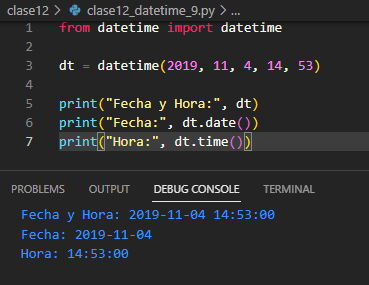 clase12 > clase12_datetime_9.py > ...
1 from datetime import datetime
2
3 dt = datetime(2019, 11, 4, 14, 53)
4
5 print("Fecha y Hora:", dt)
6 print("Fecha:", dt.date())
7 print("Hora:", dt.time())
PROBLEMS OUTPUT DEBUG CONSOLE TERMINAL
Fecha y Hora: 2019-11-04 14:53:00
Fecha: 2019-11-04
Hora: 14:53:00